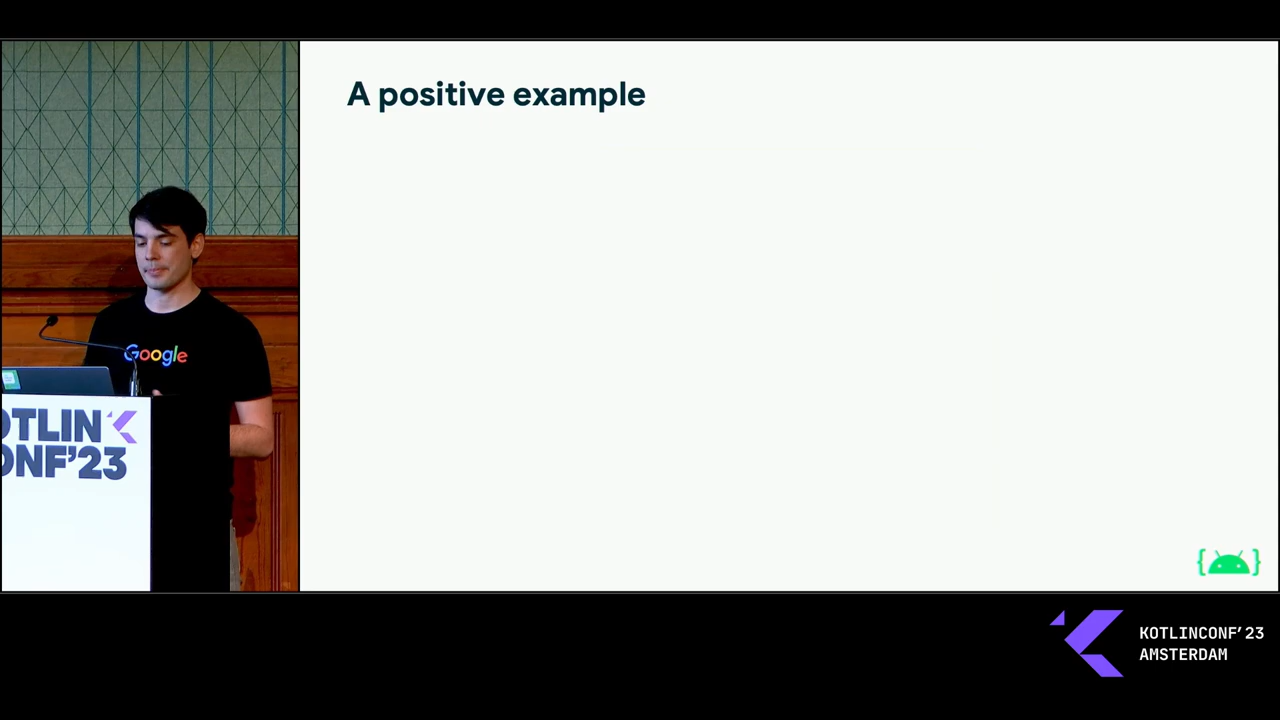 A positive example
Google
OTLIN
ONF'23
KOTLINCONF'23
AMSTERDAM